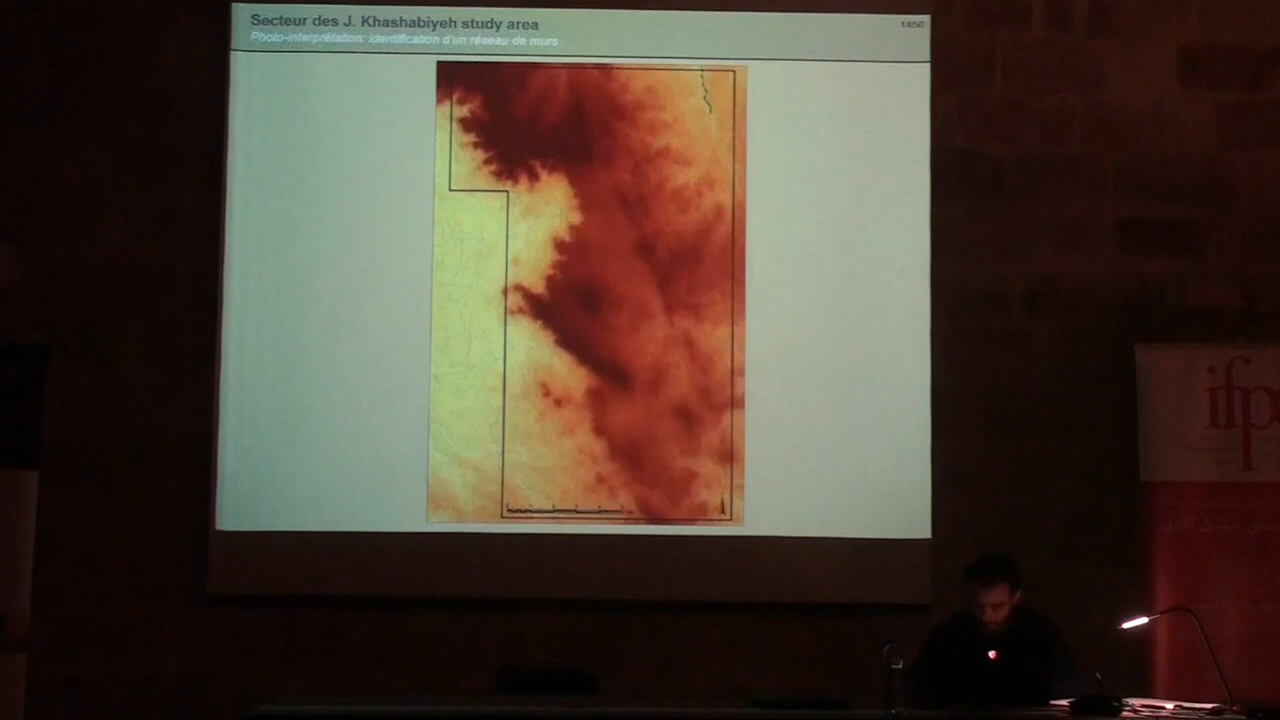 Secteur des J. Khashabiyeh study area
14/50
Photo-interprétation: identification d'un réseau de murs
ifp